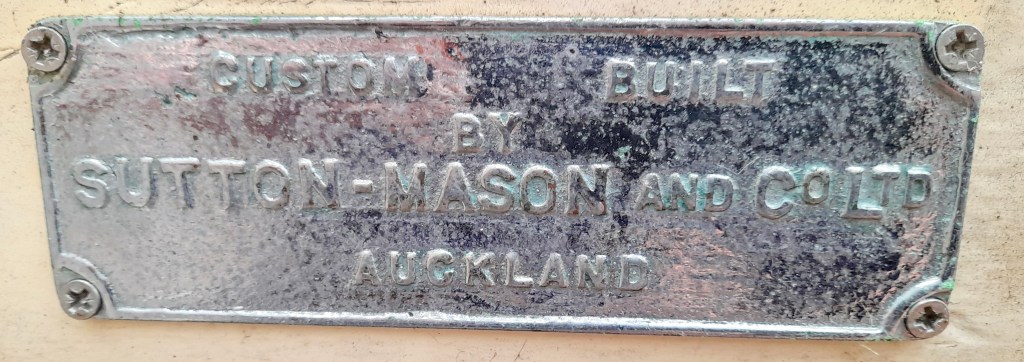 CUSTOM BUILT
BY
SUTTON-MASON AND CO LTD
AUCKLAND